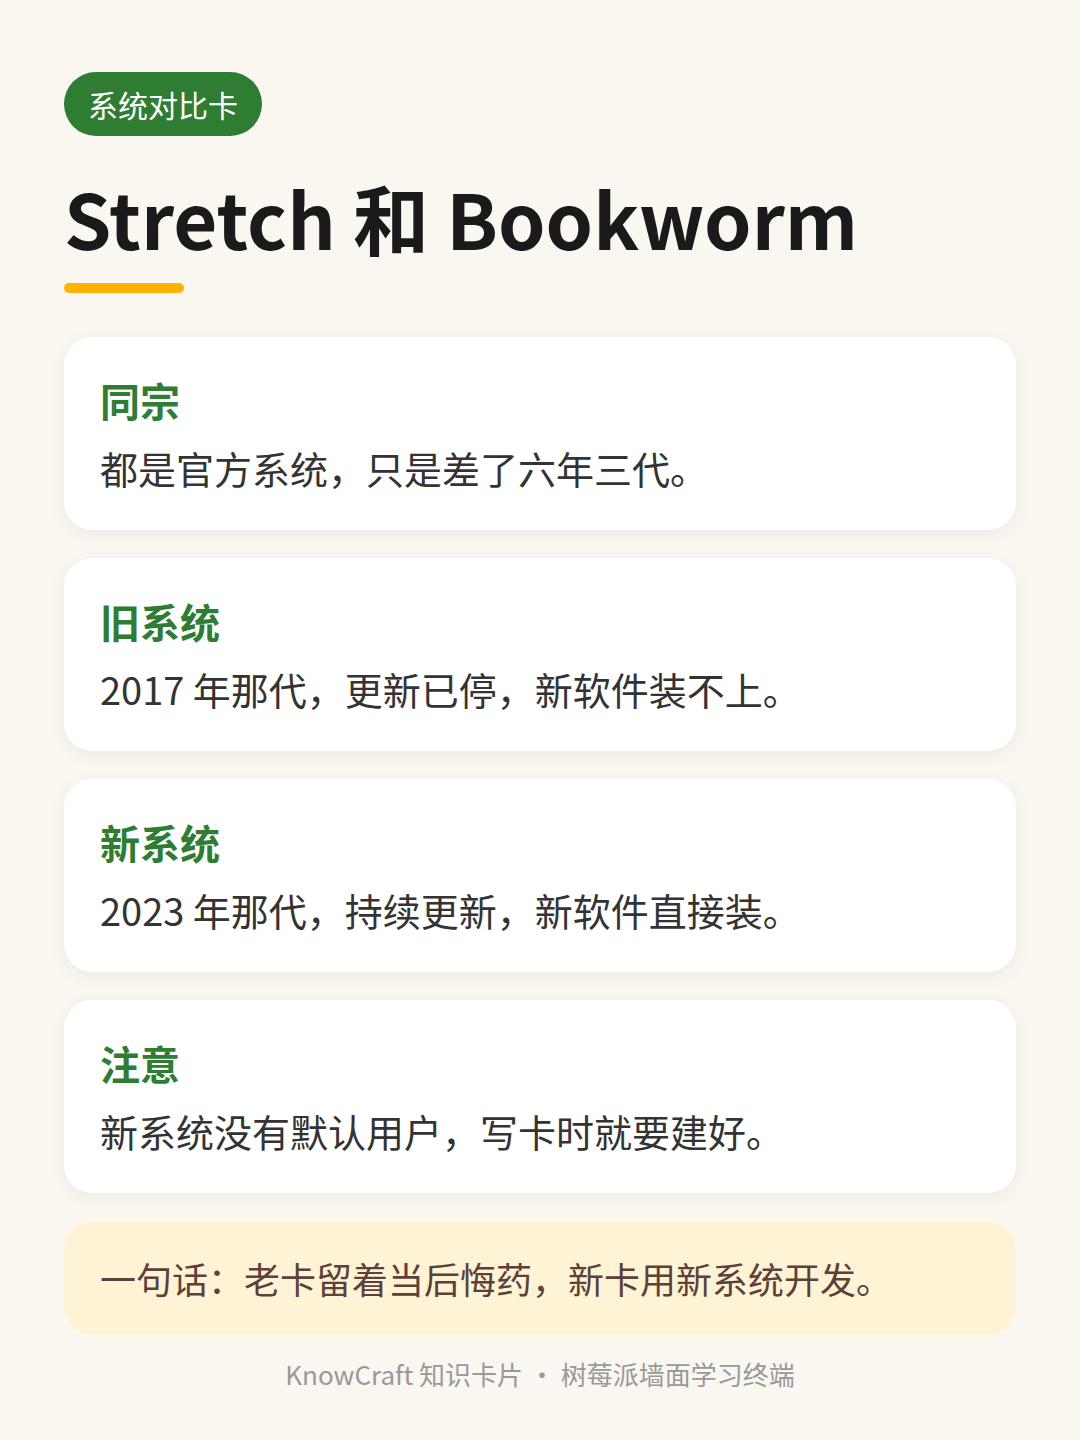 系统对比卡
Stretch 和 Bookworm
同宗
都是官方系统，只是差了六年三代。
旧系统
2017 年那代，更新已停，新软件装不上。
新系统
2023 年那代，持续更新，新软件直接装。
注意
新系统没有默认用户，写卡时就要建好。
一句话：老卡留着当后悔药，新卡用新系统开发。
KnowCraft 知识卡片 · 树莓派墙面学习终端